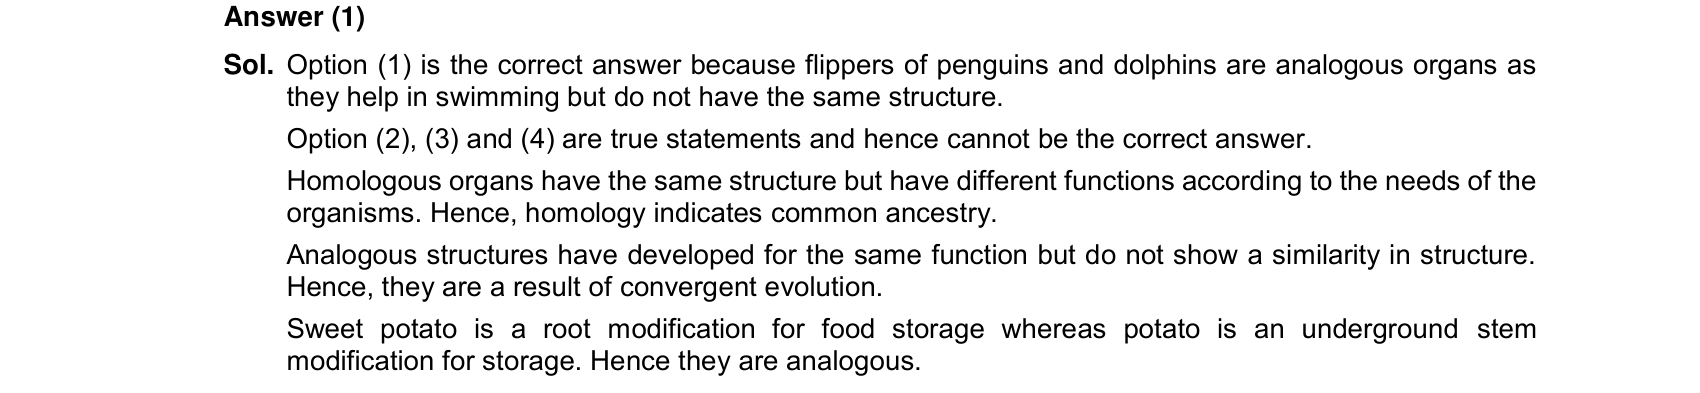 Answer (1)
Sol. Option (1) is the correct answer because flippers of penguins and dolphins are analogous organs as
they help in swimming but do not have the same structure.
Option (2), (3) and (4) are true statements and hence cannot be the correct answer.
Homologous organs have the same structure but have different functions according to the needs of the
organisms. Hence, homology indicates common ancestry.
Analogous structures have developed for the same function but do not show a similarity in structure.
Hence, they are a result of convergent evolution.
Sweet potato is a root modification for food storage whereas potato is an underground stem
modification for storage. Hence they are analogous.